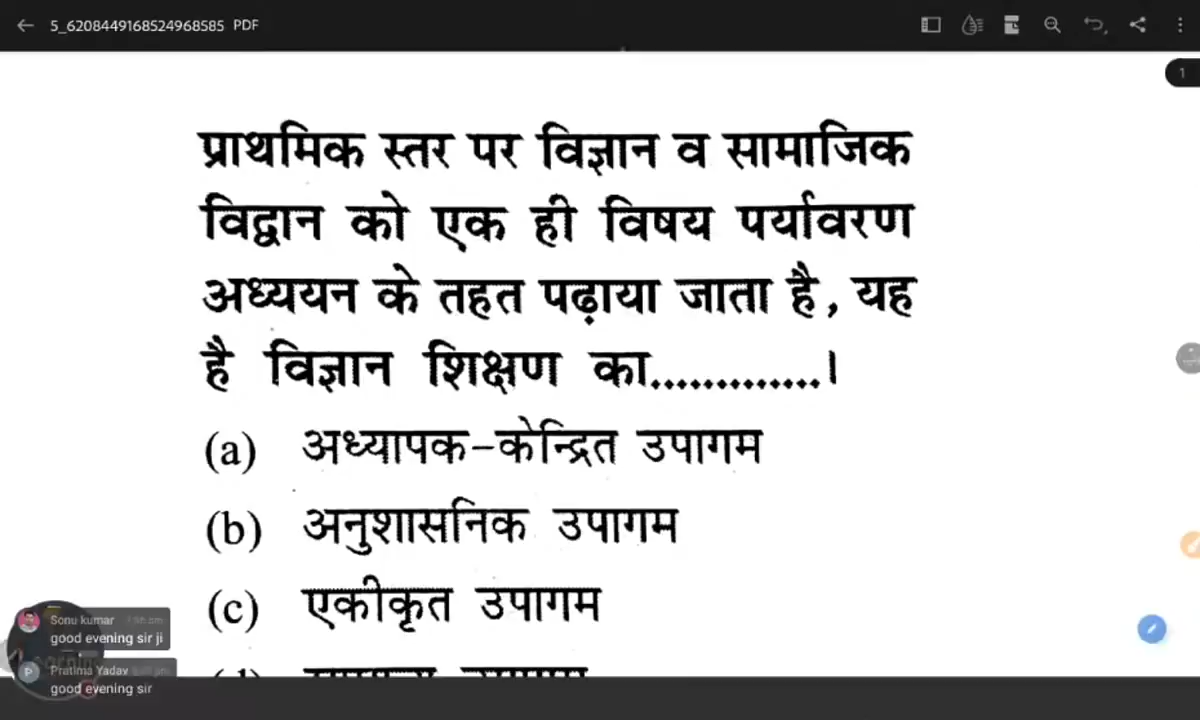 5_6208449168524968585 PDF
1
प्राथमिक स्तर पर विज्ञान व सामाजिक
विद्वान को एक ही विषय पर्यावरण
अध्ययन के तहत पढ़ाया जाता है, यह
है विज्ञान शिक्षण का.............।
(a) अध्यापक-केन्द्रित उपागम
(b) अनुशासनिक उपागम
(c) एकीकृत उपागम
Sonu kumar
good evening sir ji
Pratima Yadav
good evening sir